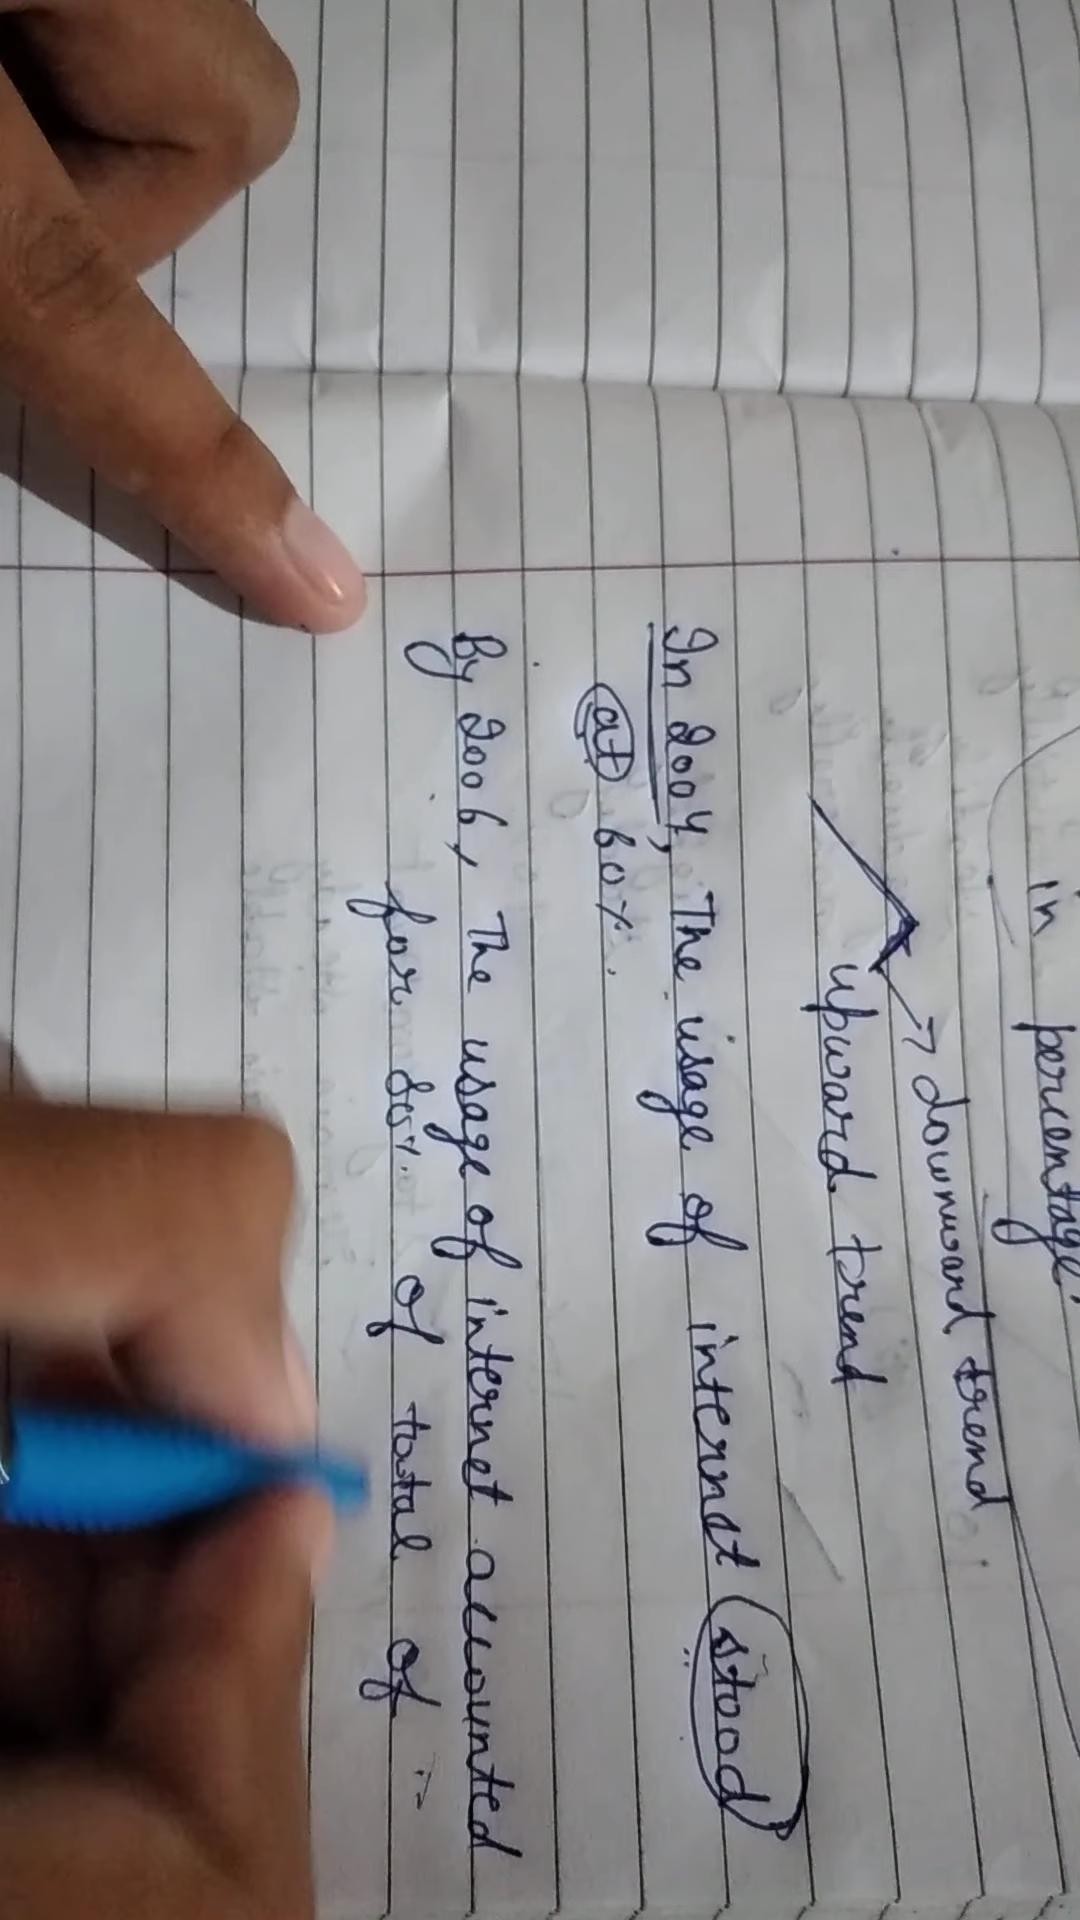 in percentage.
→ downward trend
upward trend
In 2004, The usage of internet stood
at 60%.
By 2006, The usage of internet accounted
for 80%. of total of